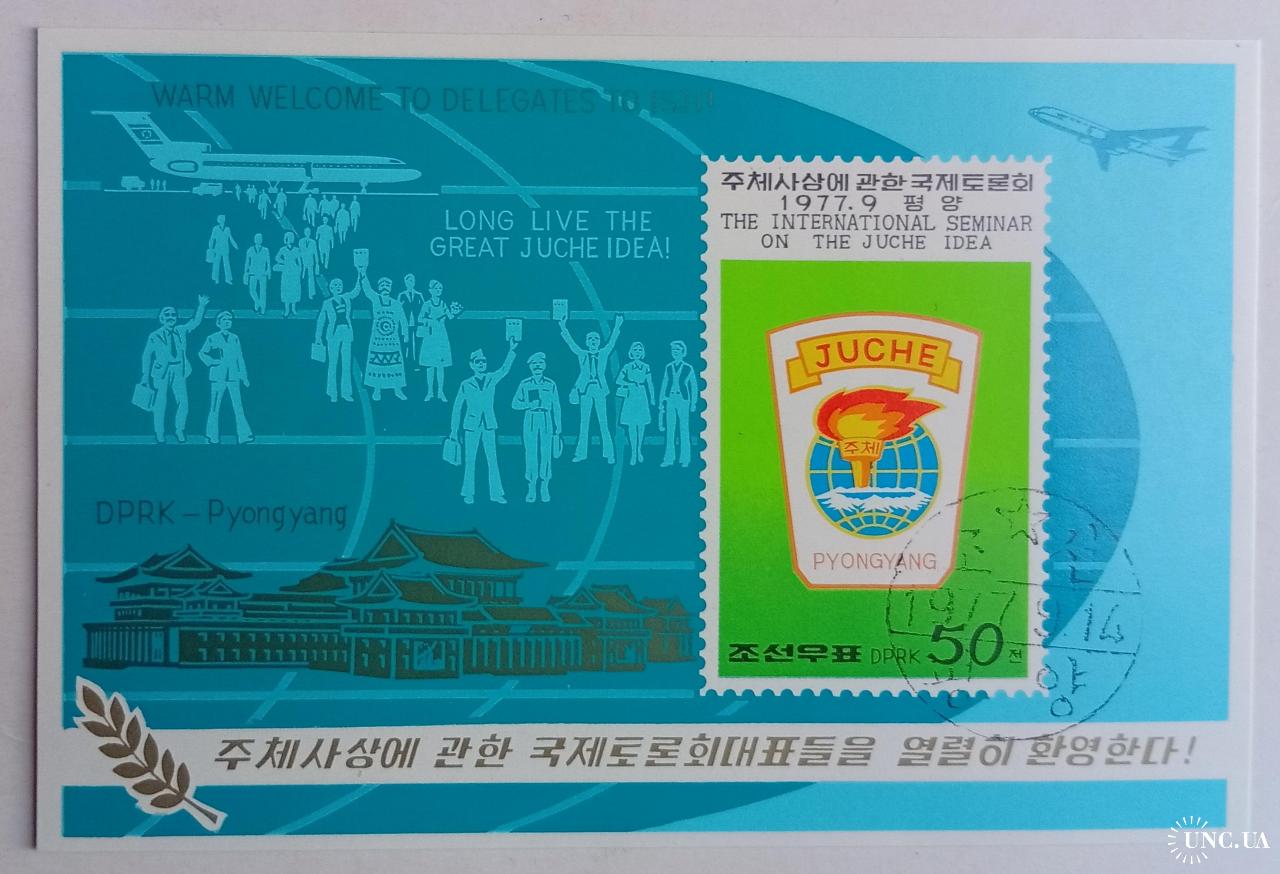 WARM WELCOME TO DELEGATES TO ISJI!
LONG LIVE THE
GREAT JUCHE IDEA!
주체사상에 관한 국제토론회
1977.9 평양
THE INTERNATIONAL SEMINAR
ON THE JUCHE IDEA
JUCHE
주체
PYONGYANG
조선우표 DPRK 50 전
DPRK – Pyongyang
1977
주체사상에 관한 국제토론회대표들을 열렬히 환영한다!
UNC.UA